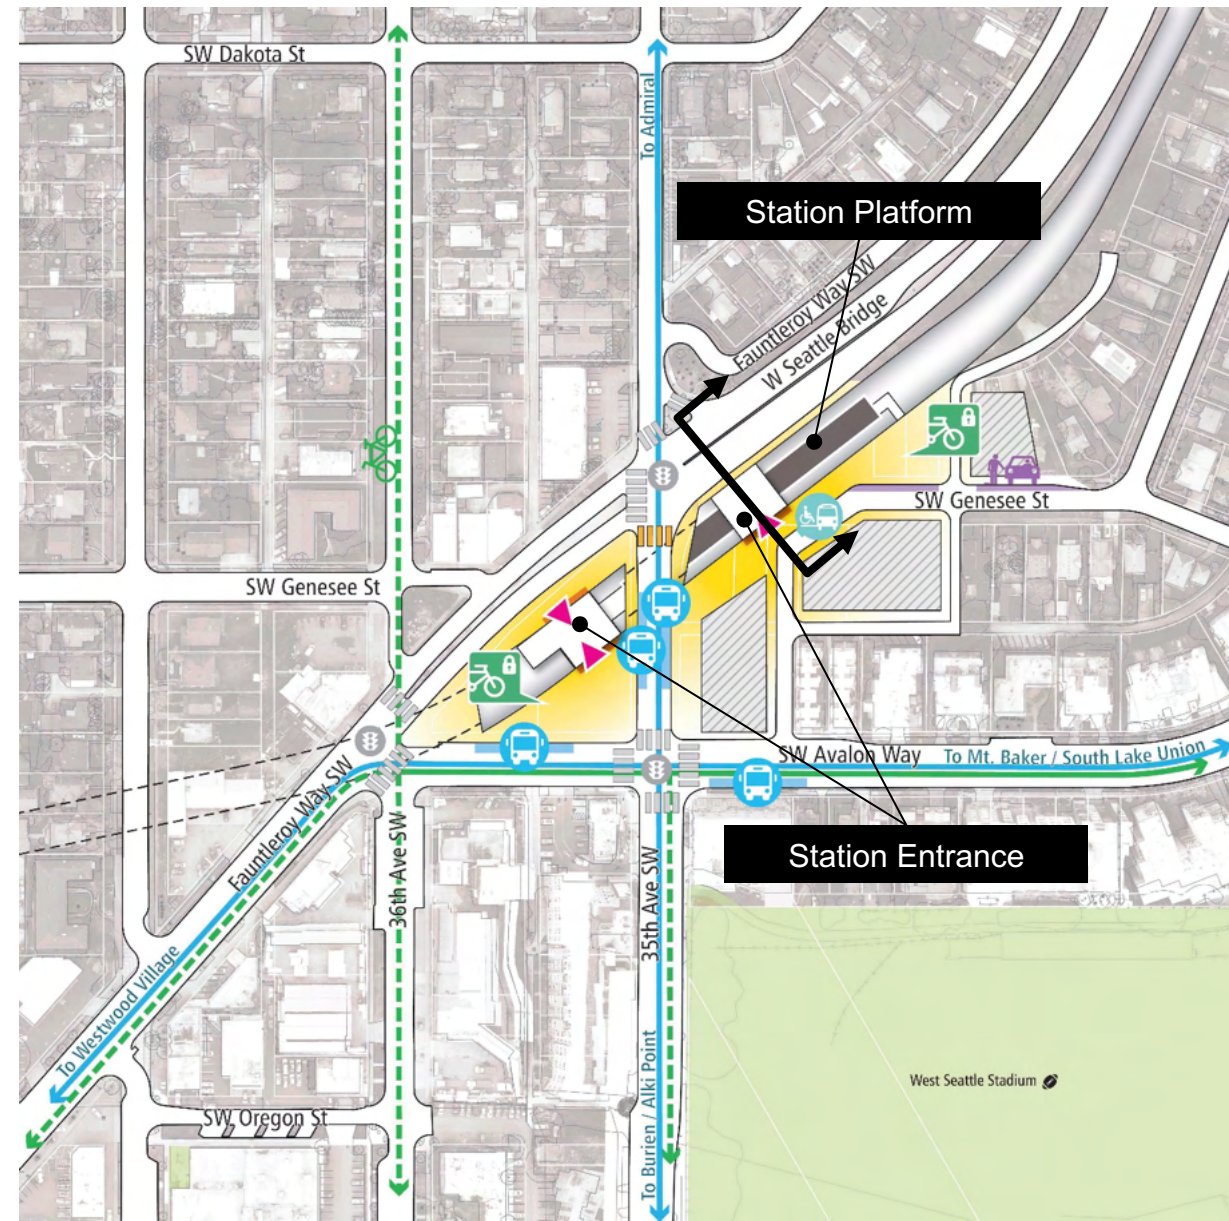 SW Dakota St
To Admiral
Station Platform
Fauntleroy Way SW
W Seattle Bridge
SW Genesee St
SW Genesee St
SW Avalon Way
To Mt. Baker / South Lake Union
Fauntleroy Way SW
36th Ave SW
35th Ave SW
Station Entrance
To Westwood Village
To Burien / Alki Point
West Seattle Stadium
SW Oregon St